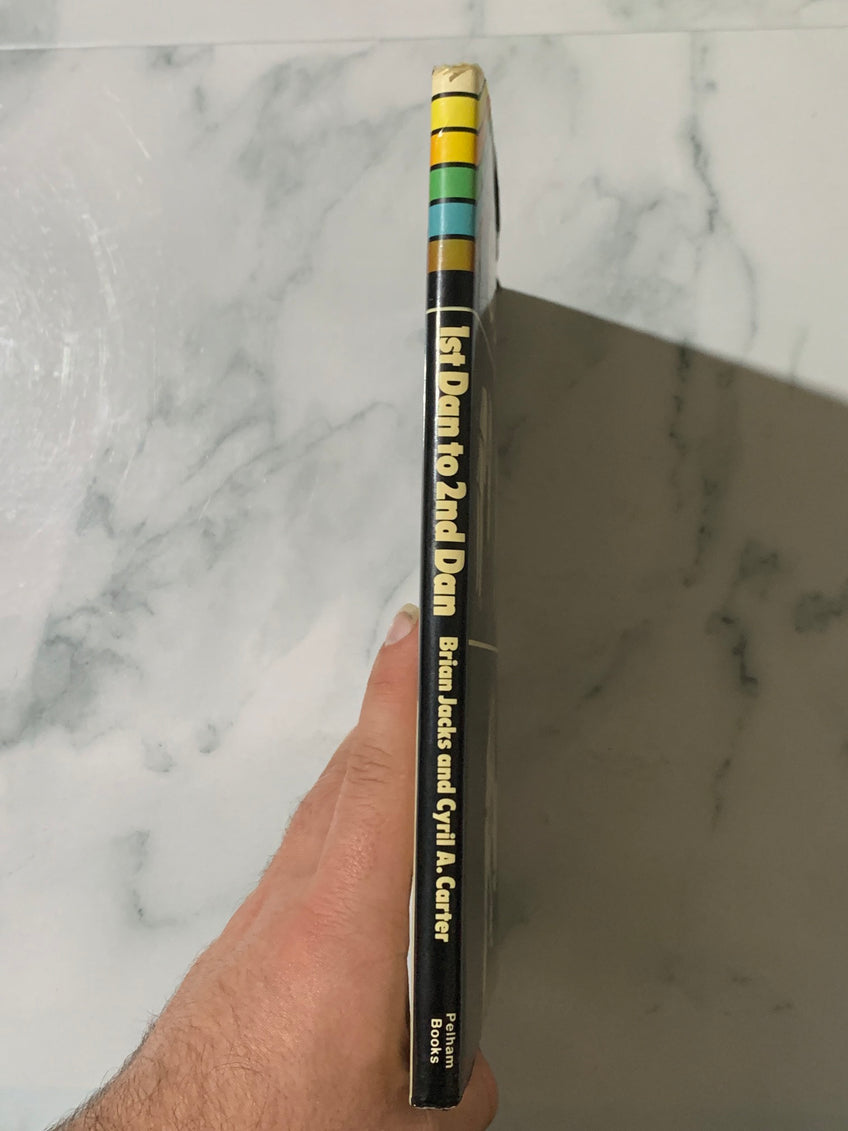 1st Dan to 2nd Dan
Brian Jacks and Cyril A. Carter
Pelham
Books